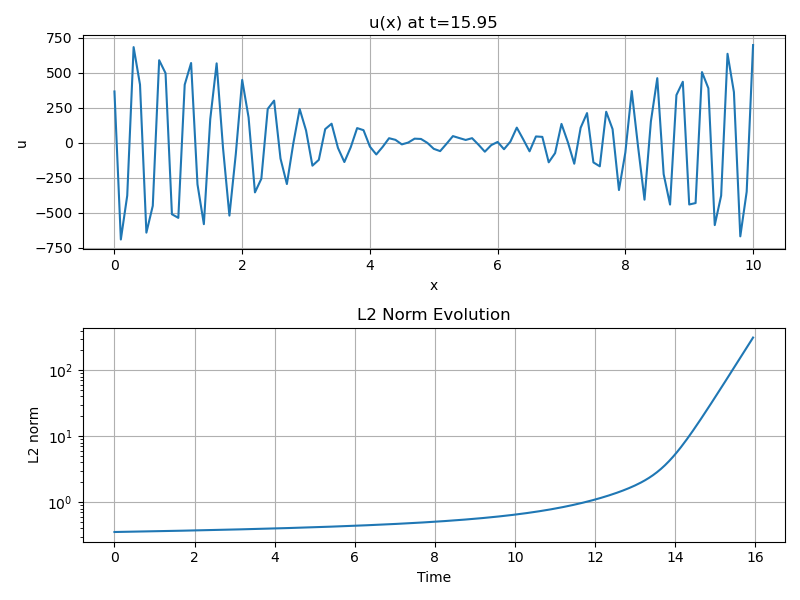 u(x) at t=15.95
750
500
250
0
−250
−500
−750
u
0 2 4 6 8 10
x
L2 Norm Evolution
10²
10¹
10⁰
L2 norm
0 2 4 6 8 10 12 14 16
Time